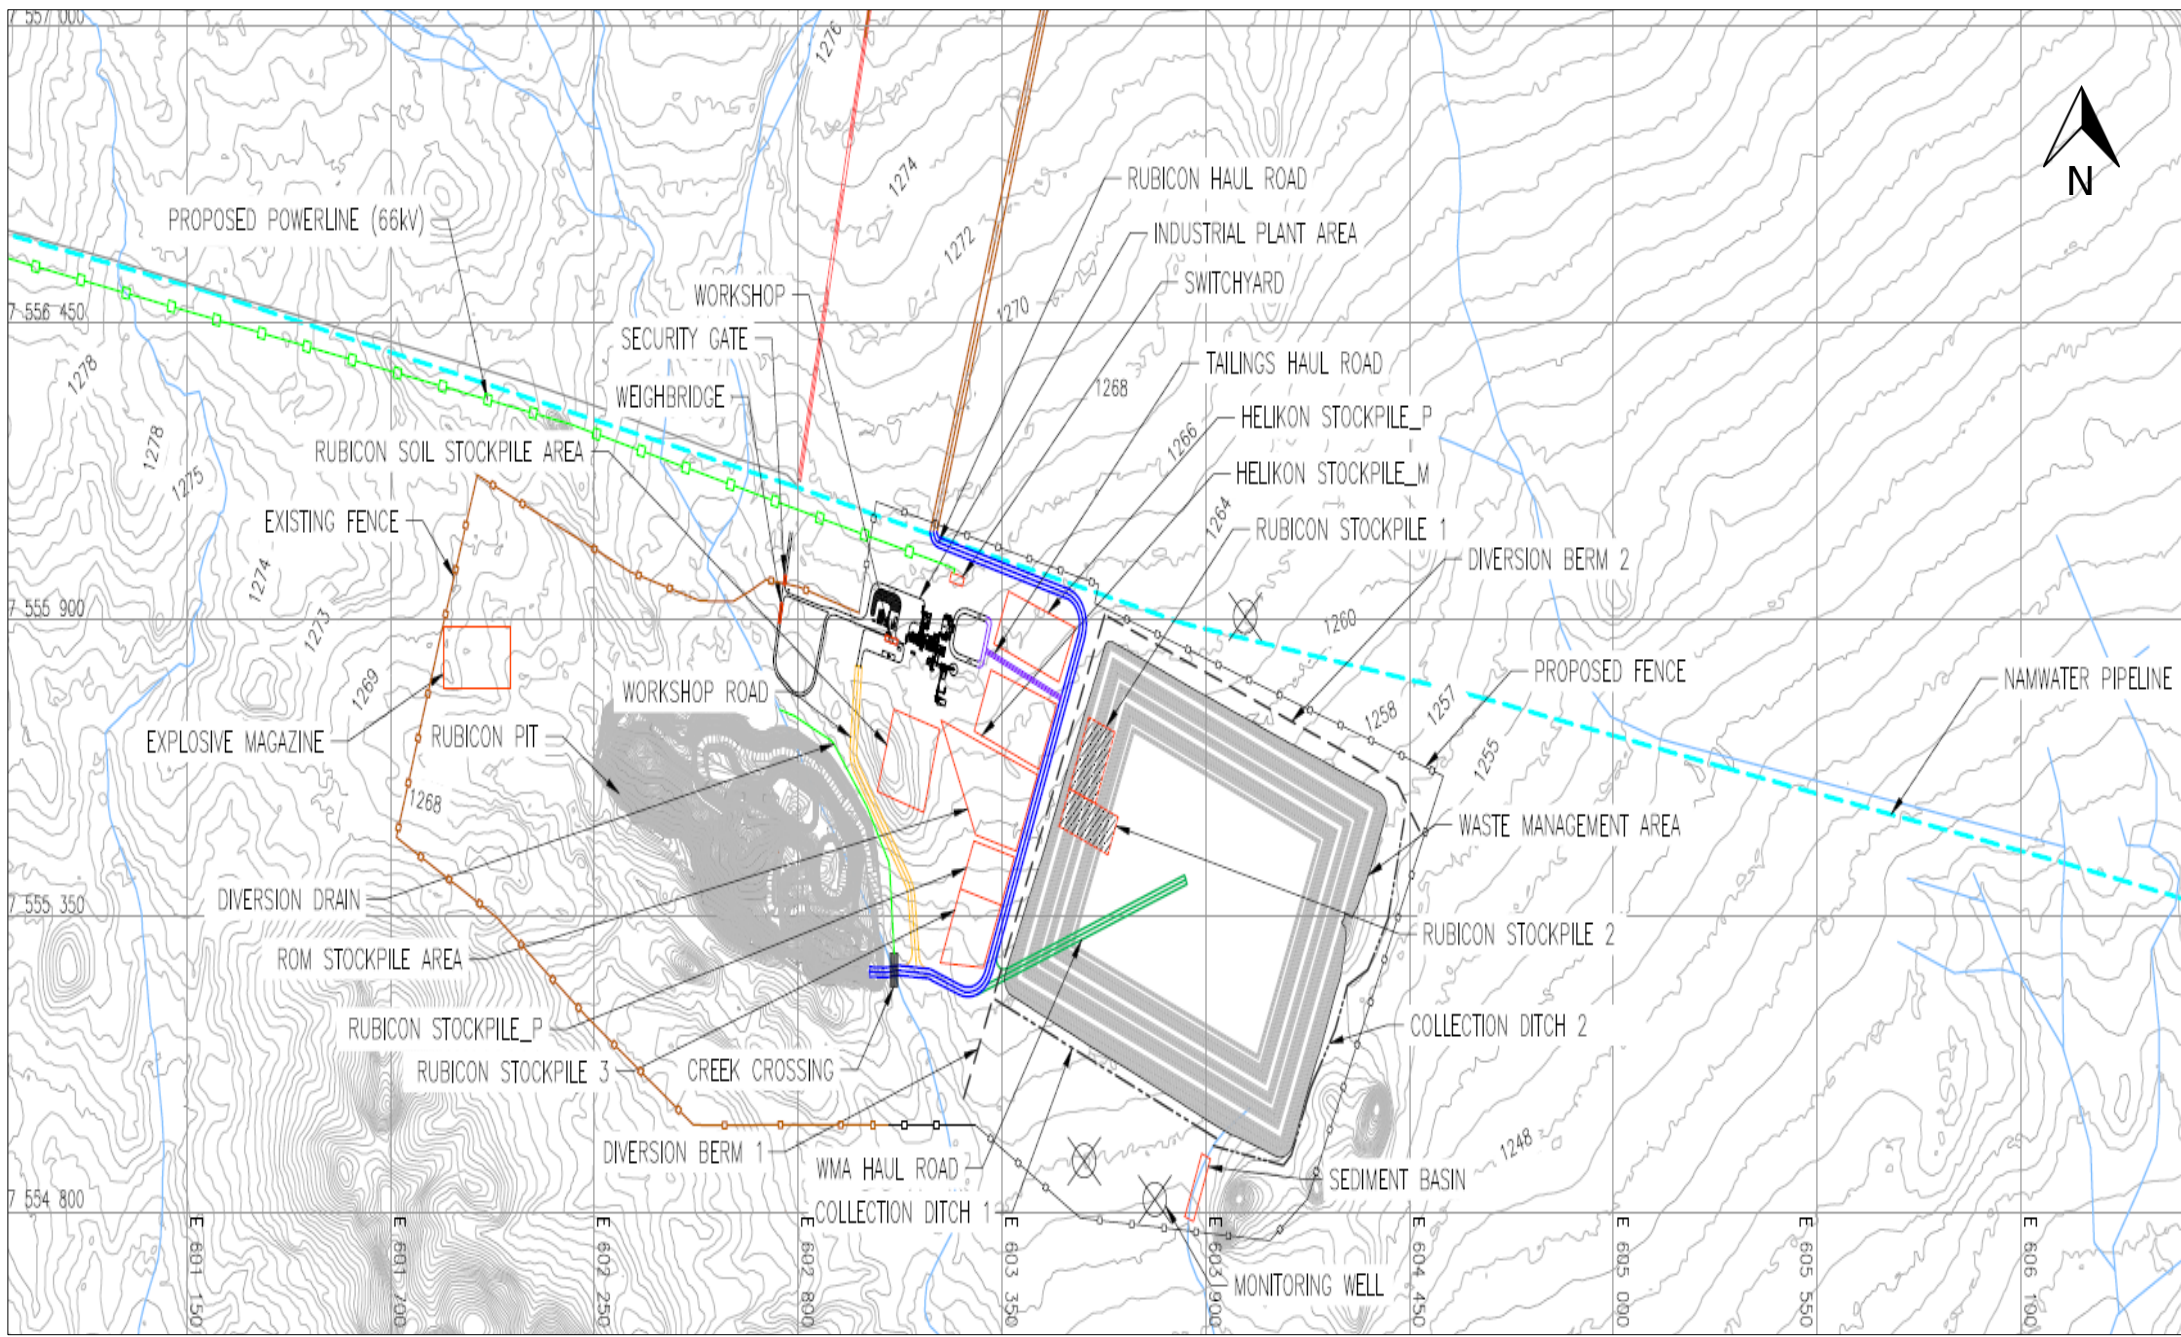 7 557 000
1276
N
1274
RUBICON HAUL ROAD
PROPOSED POWERLINE (66kV)
INDUSTRIAL PLANT AREA
1272
SWITCHYARD
WORKSHOP
1270
7 556 450
SECURITY GATE
TAILINGS HAUL ROAD
1278
1268
WEIGHBRIDGE
HELIKON STOCKPILE_P
1278
1266
RUBICON SOIL STOCKPILE AREA
HELIKON STOCKPILE_M
1275
EXISTING FENCE
1264
RUBICON STOCKPILE 1
DIVERSION BERM 2
1274
7 555 900
1273
1260
PROPOSED FENCE
NAMWATER PIPELINE
1269
WORKSHOP ROAD
1258
1257
EXPLOSIVE MAGAZINE
RUBICON PIT
1255
1268
WASTE MANAGEMENT AREA
DIVERSION DRAIN
7 555 350
RUBICON STOCKPILE 2
ROM STOCKPILE AREA
RUBICON STOCKPILE_P
COLLECTION DITCH 2
RUBICON STOCKPILE 3
CREEK CROSSING
DIVERSION BERM 1
1248
WMA HAUL ROAD
SEDIMENT BASIN
7 554 800
COLLECTION DITCH 1
MONITORING WELL
E 601 150
E 601 700
E 602 250
E 602 800
E 603 350
E 603 900
E 604 450
E 605 000
E 605 550
E 606 100